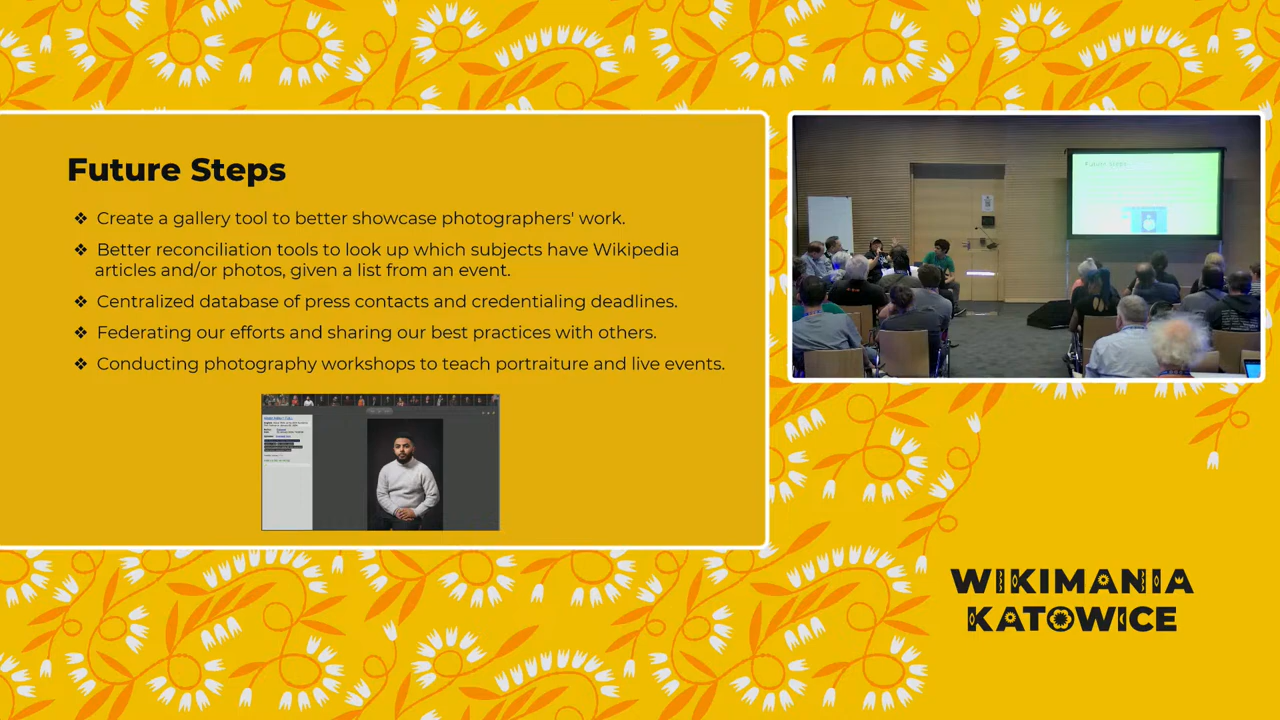 Future Steps
❖ Create a gallery tool to better showcase photographers' work.
❖ Better reconciliation tools to look up which subjects have Wikipedia
articles and/or photos, given a list from an event.
❖ Centralized database of press contacts and credentialing deadlines.
❖ Federating our efforts and sharing our best practices with others.
❖ Conducting photography workshops to teach portraiture and live events.
Future Steps
WIKIMANIA
KATOWICE